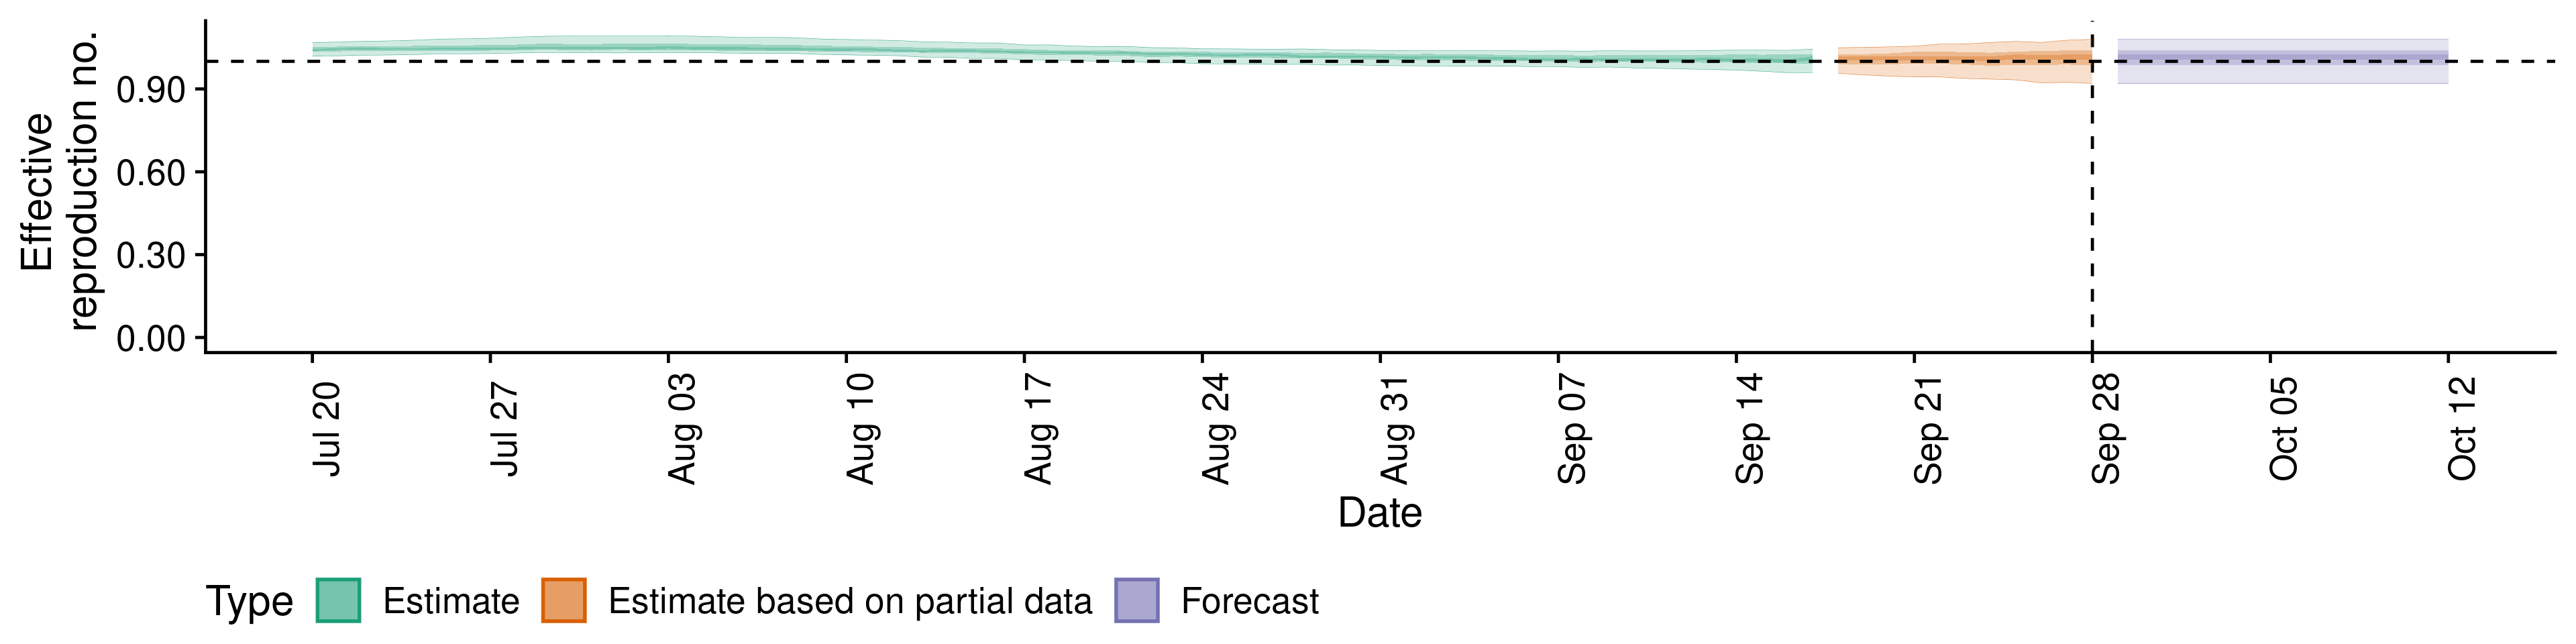 Effective
reproduction no.
0.90
0.60
0.30
0.00
Jul 20
Jul 27
Aug 03
Aug 10
Aug 17
Aug 24
Aug 31
Sep 07
Sep 14
Sep 21
Sep 28
Oct 05
Oct 12
Date
Type Estimate Estimate based on partial data Forecast